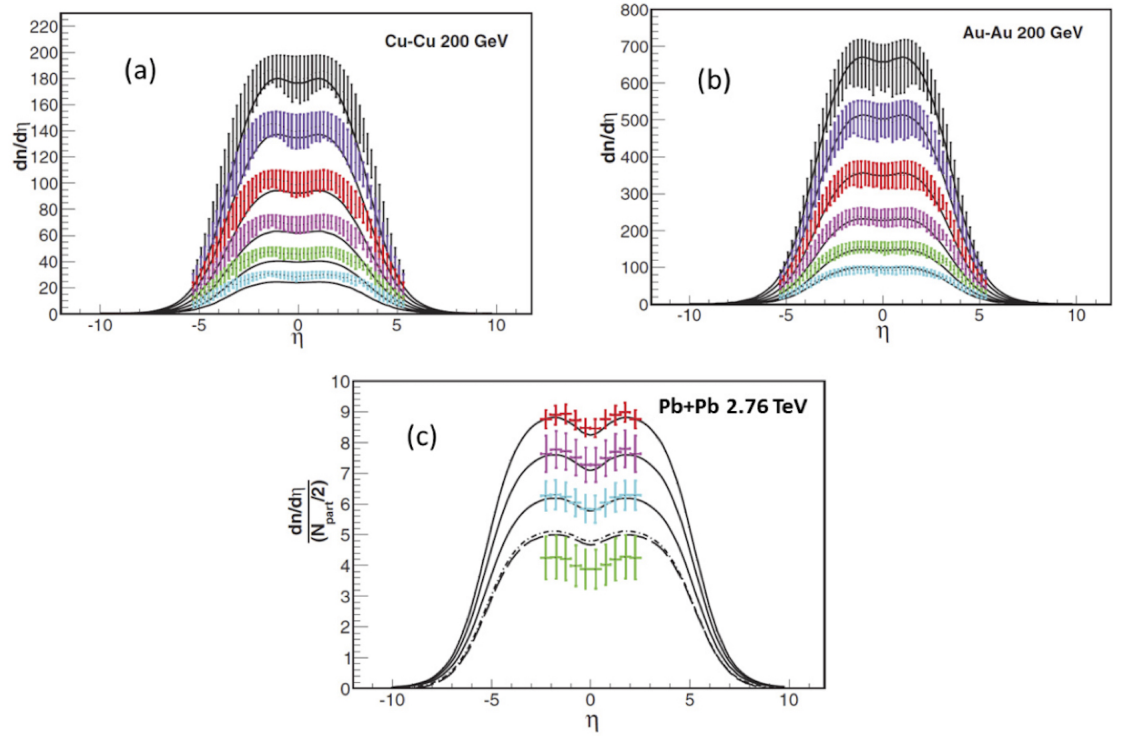 Cu-Cu 200 GeV
(a)
dn/dη
220
200
180
160
140
120
100
80
60
40
20
0
-10 -5 0 5 10
η
Au-Au 200 GeV
(b)
dn/dη
800
700
600
500
400
300
200
100
0
-10 -5 0 5 10
η
Pb+Pb 2.76 TeV
(c)
dn/dη
(N_part/2)
10
9
8
7
6
5
4
3
2
1
0
-10 -5 0 5 10
η